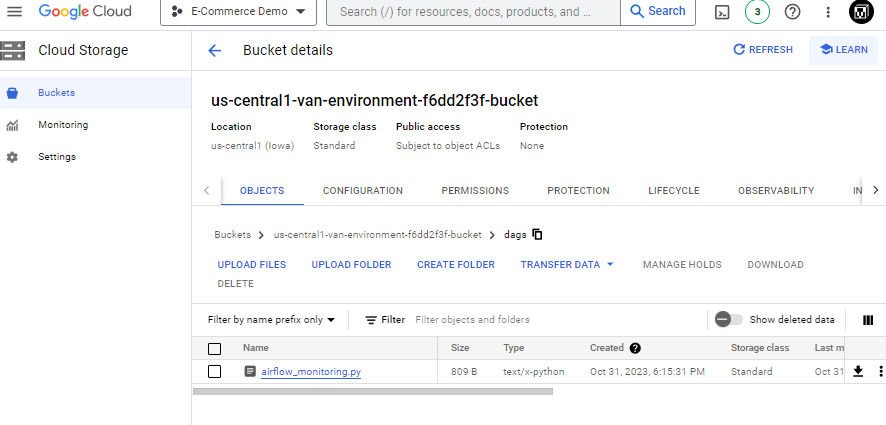 Google Cloud
E-Commerce Demo
Search (/) for resources, docs, products, and ...
Search
3
Cloud Storage
Bucket details
REFRESH
LEARN
Buckets
Monitoring
Settings
us-central1-van-environment-f6dd2f3f-bucket
Location Storage class Public access Protection
us-central1 (Iowa) Standard Subject to object ACLs None
OBJECTS CONFIGURATION PERMISSIONS PROTECTION LIFECYCLE OBSERVABILITY IN
Buckets > us-central1-van-environment-f6dd2f3f-bucket > dags
UPLOAD FILES UPLOAD FOLDER CREATE FOLDER TRANSFER DATA MANAGE HOLDS DOWNLOAD
DELETE
Filter by name prefix only Filter Filter objects and folders Show deleted data
Name Size Type Created Storage class Last m
airflow_monitoring.py 809 B text/x-python Oct 31, 2023, 6:15:31 PM Standard Oct 31